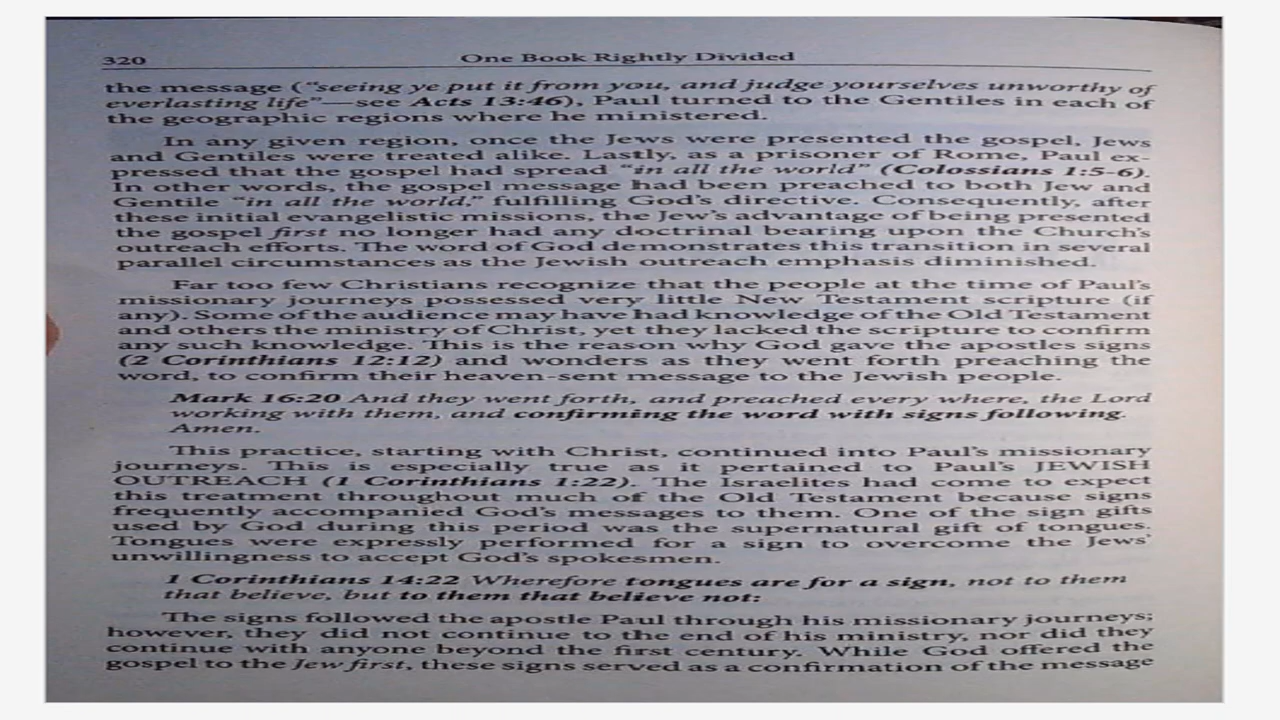 320
One Book Rightly Divided
the message ("seeing ye put it from you, and judge yourselves unworthy of
everlasting life"—see Acts 13:46), Paul turned to the Gentiles in each of
the geographic regions where he ministered.
In any given region, once the Jews were presented the gospel, Jews
and Gentiles were treated alike. Lastly, as a prisoner of Rome, Paul ex-
pressed that the gospel had spread "in all the world" (Colossians 1:5-6).
In other words, the gospel message had been preached to both Jew and
Gentile "in all the world," fulfilling God's directive. Consequently, after
these initial evangelistic missions, the Jew's advantage of being presented
the gospel first no longer had any doctrinal bearing upon the Church's
outreach efforts. The word of God demonstrates this transition in several
parallel circumstances as the Jewish outreach emphasis diminished.
Far too few Christians recognize that the people at the time of Paul's
missionary journeys possessed very little New Testament scripture (if
any). Some of the audience may have had knowledge of the Old Testament
and others the ministry of Christ, yet they lacked the scripture to confirm
any such knowledge. This is the reason why God gave the apostles signs
(2 Corinthians 12:12) and wonders as they went forth preaching the
word, to confirm their heaven-sent message to the Jewish people.
Mark 16:20 And they went forth, and preached every where, the Lord
working with them, and confirming the word with signs following.
Amen.
This practice, starting with Christ, continued into Paul's missionary
journeys. This is especially true as it pertained to Paul's JEWISH
OUTREACH (1 Corinthians 1:22). The Israelites had come to expect
this treatment throughout much of the Old Testament because signs
frequently accompanied God's messages to them. One of the sign gifts
used by God during this period was the supernatural gift of tongues.
Tongues were expressly performed for a sign to overcome the Jews'
unwillingness to accept God's spokesmen.
1 Corinthians 14:22 Wherefore tongues are for a sign, not to them
that believe, but to them that believe not:
The signs followed the apostle Paul through his missionary journeys;
however, they did not continue to the end of his ministry, nor did they
continue with anyone beyond the first century. While God offered the
gospel to the Jew first, these signs served as a confirmation of the message